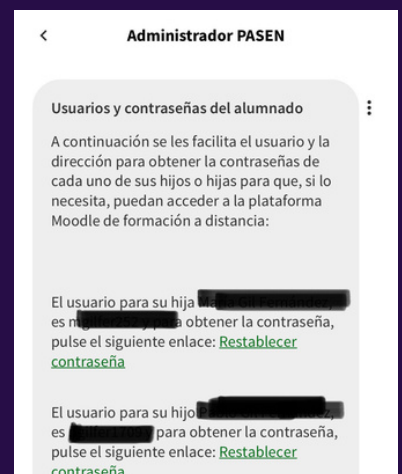 Administrador PASEN
Usuarios y contraseñas del alumnado
A continuación se les facilita el usuario y la
dirección para obtener la contraseñas de
cada uno de sus hijos o hijas para que, si lo
necesita, puedan acceder a la plataforma
Moodle de formación a distancia:
El usuario para su hija
es para obtener la contraseña,
pulse el siguiente enlace: Restablecer
contraseña
El usuario para su hijo
es para obtener la contraseña,
pulse el siguiente enlace: Restablecer
contraseña